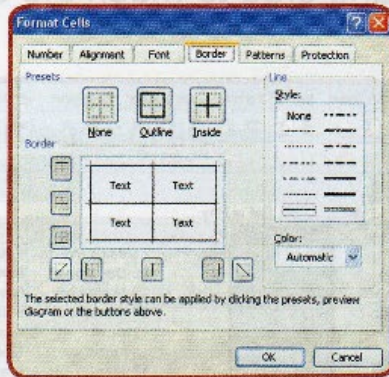 Format Cells
Number Alignment Font Border Patterns Protection
Presets
None Outline Inside
Border
Text Text
Text Text
Line
Style:
None
Color:
Automatic
The selected border style can be applied by clicking the presets, preview
diagram or the buttons above.
OK Cancel